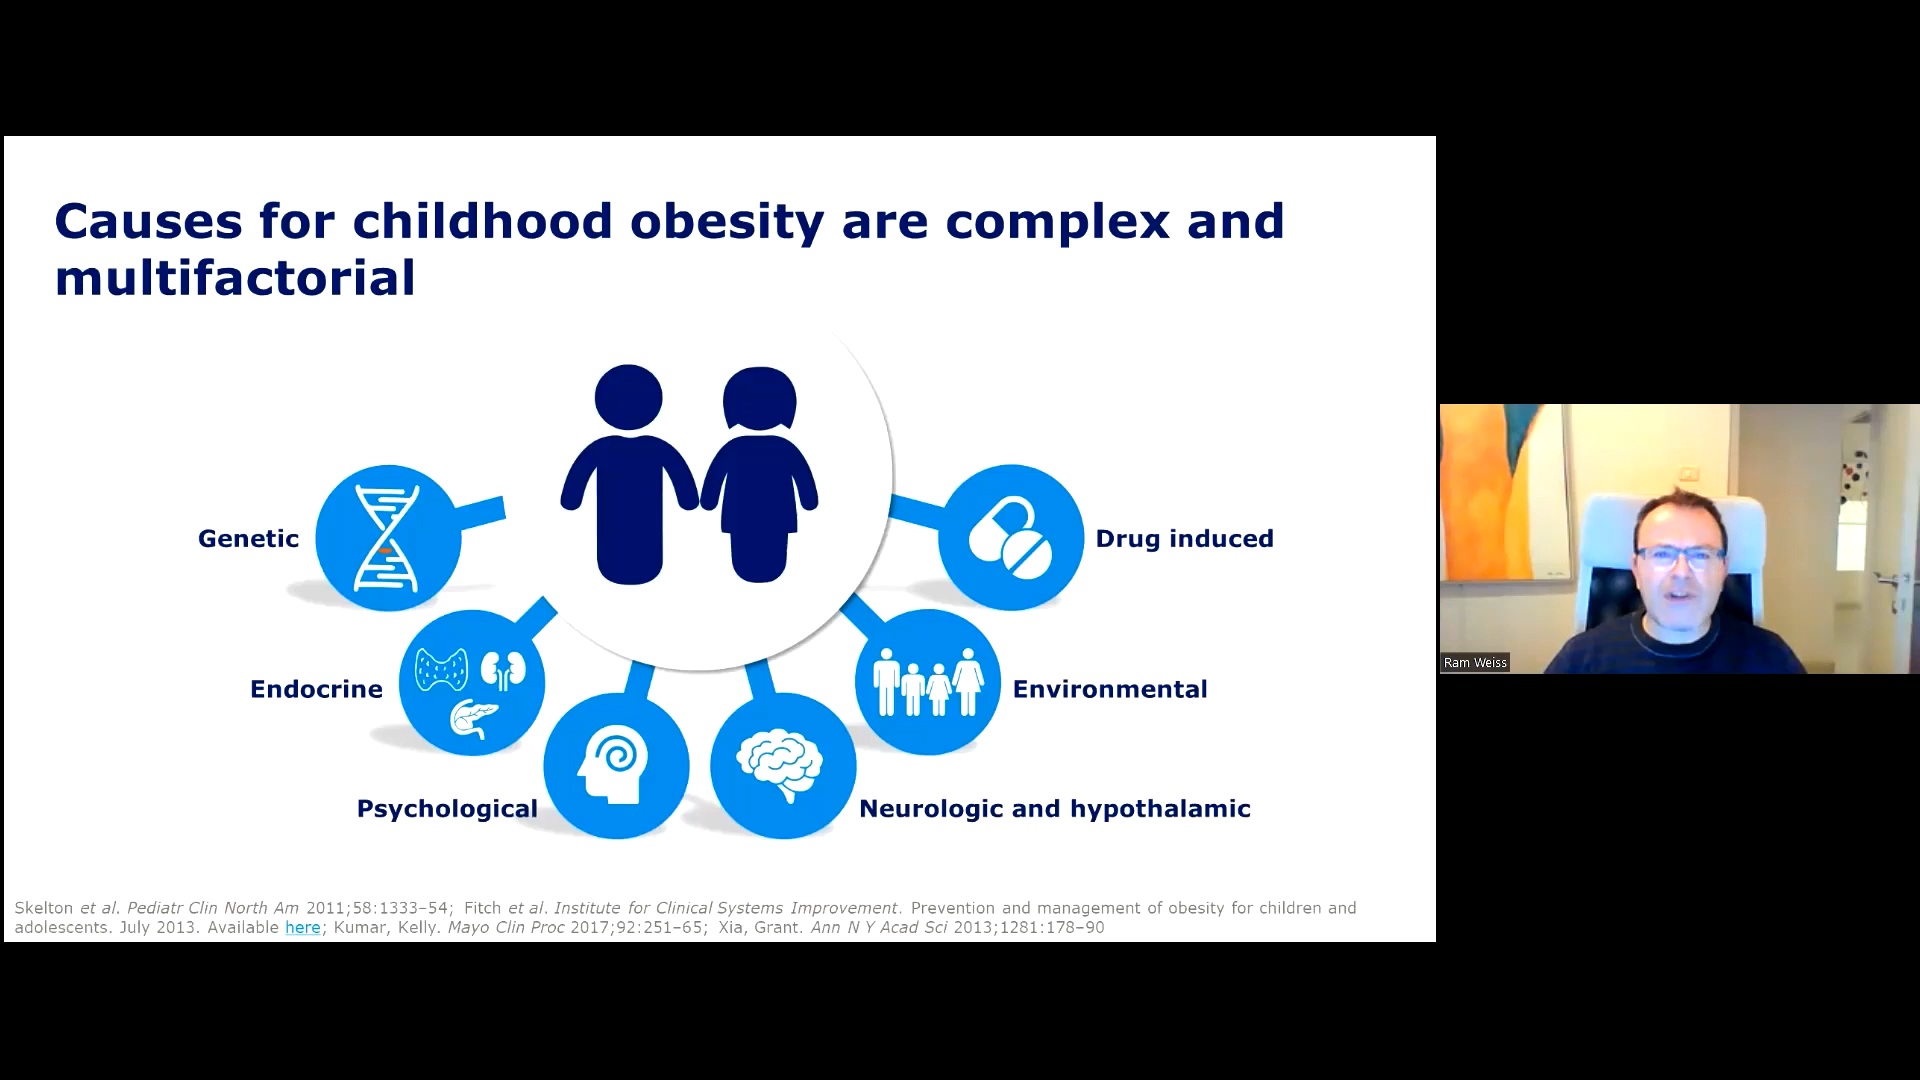 Causes for childhood obesity are complex and
multifactorial
Genetic
Drug induced
Endocrine
Environmental
Psychological
Neurologic and hypothalamic
Skelton et al. Pediatr Clin North Am 2011;58:1333–54; Fitch et al. Institute for Clinical Systems Improvement. Prevention and management of obesity for children and
adolescents. July 2013. Available here; Kumar, Kelly. Mayo Clin Proc 2017;92:251–65; Xia, Grant. Ann N Y Acad Sci 2013;1281:178–90
Ram Weiss